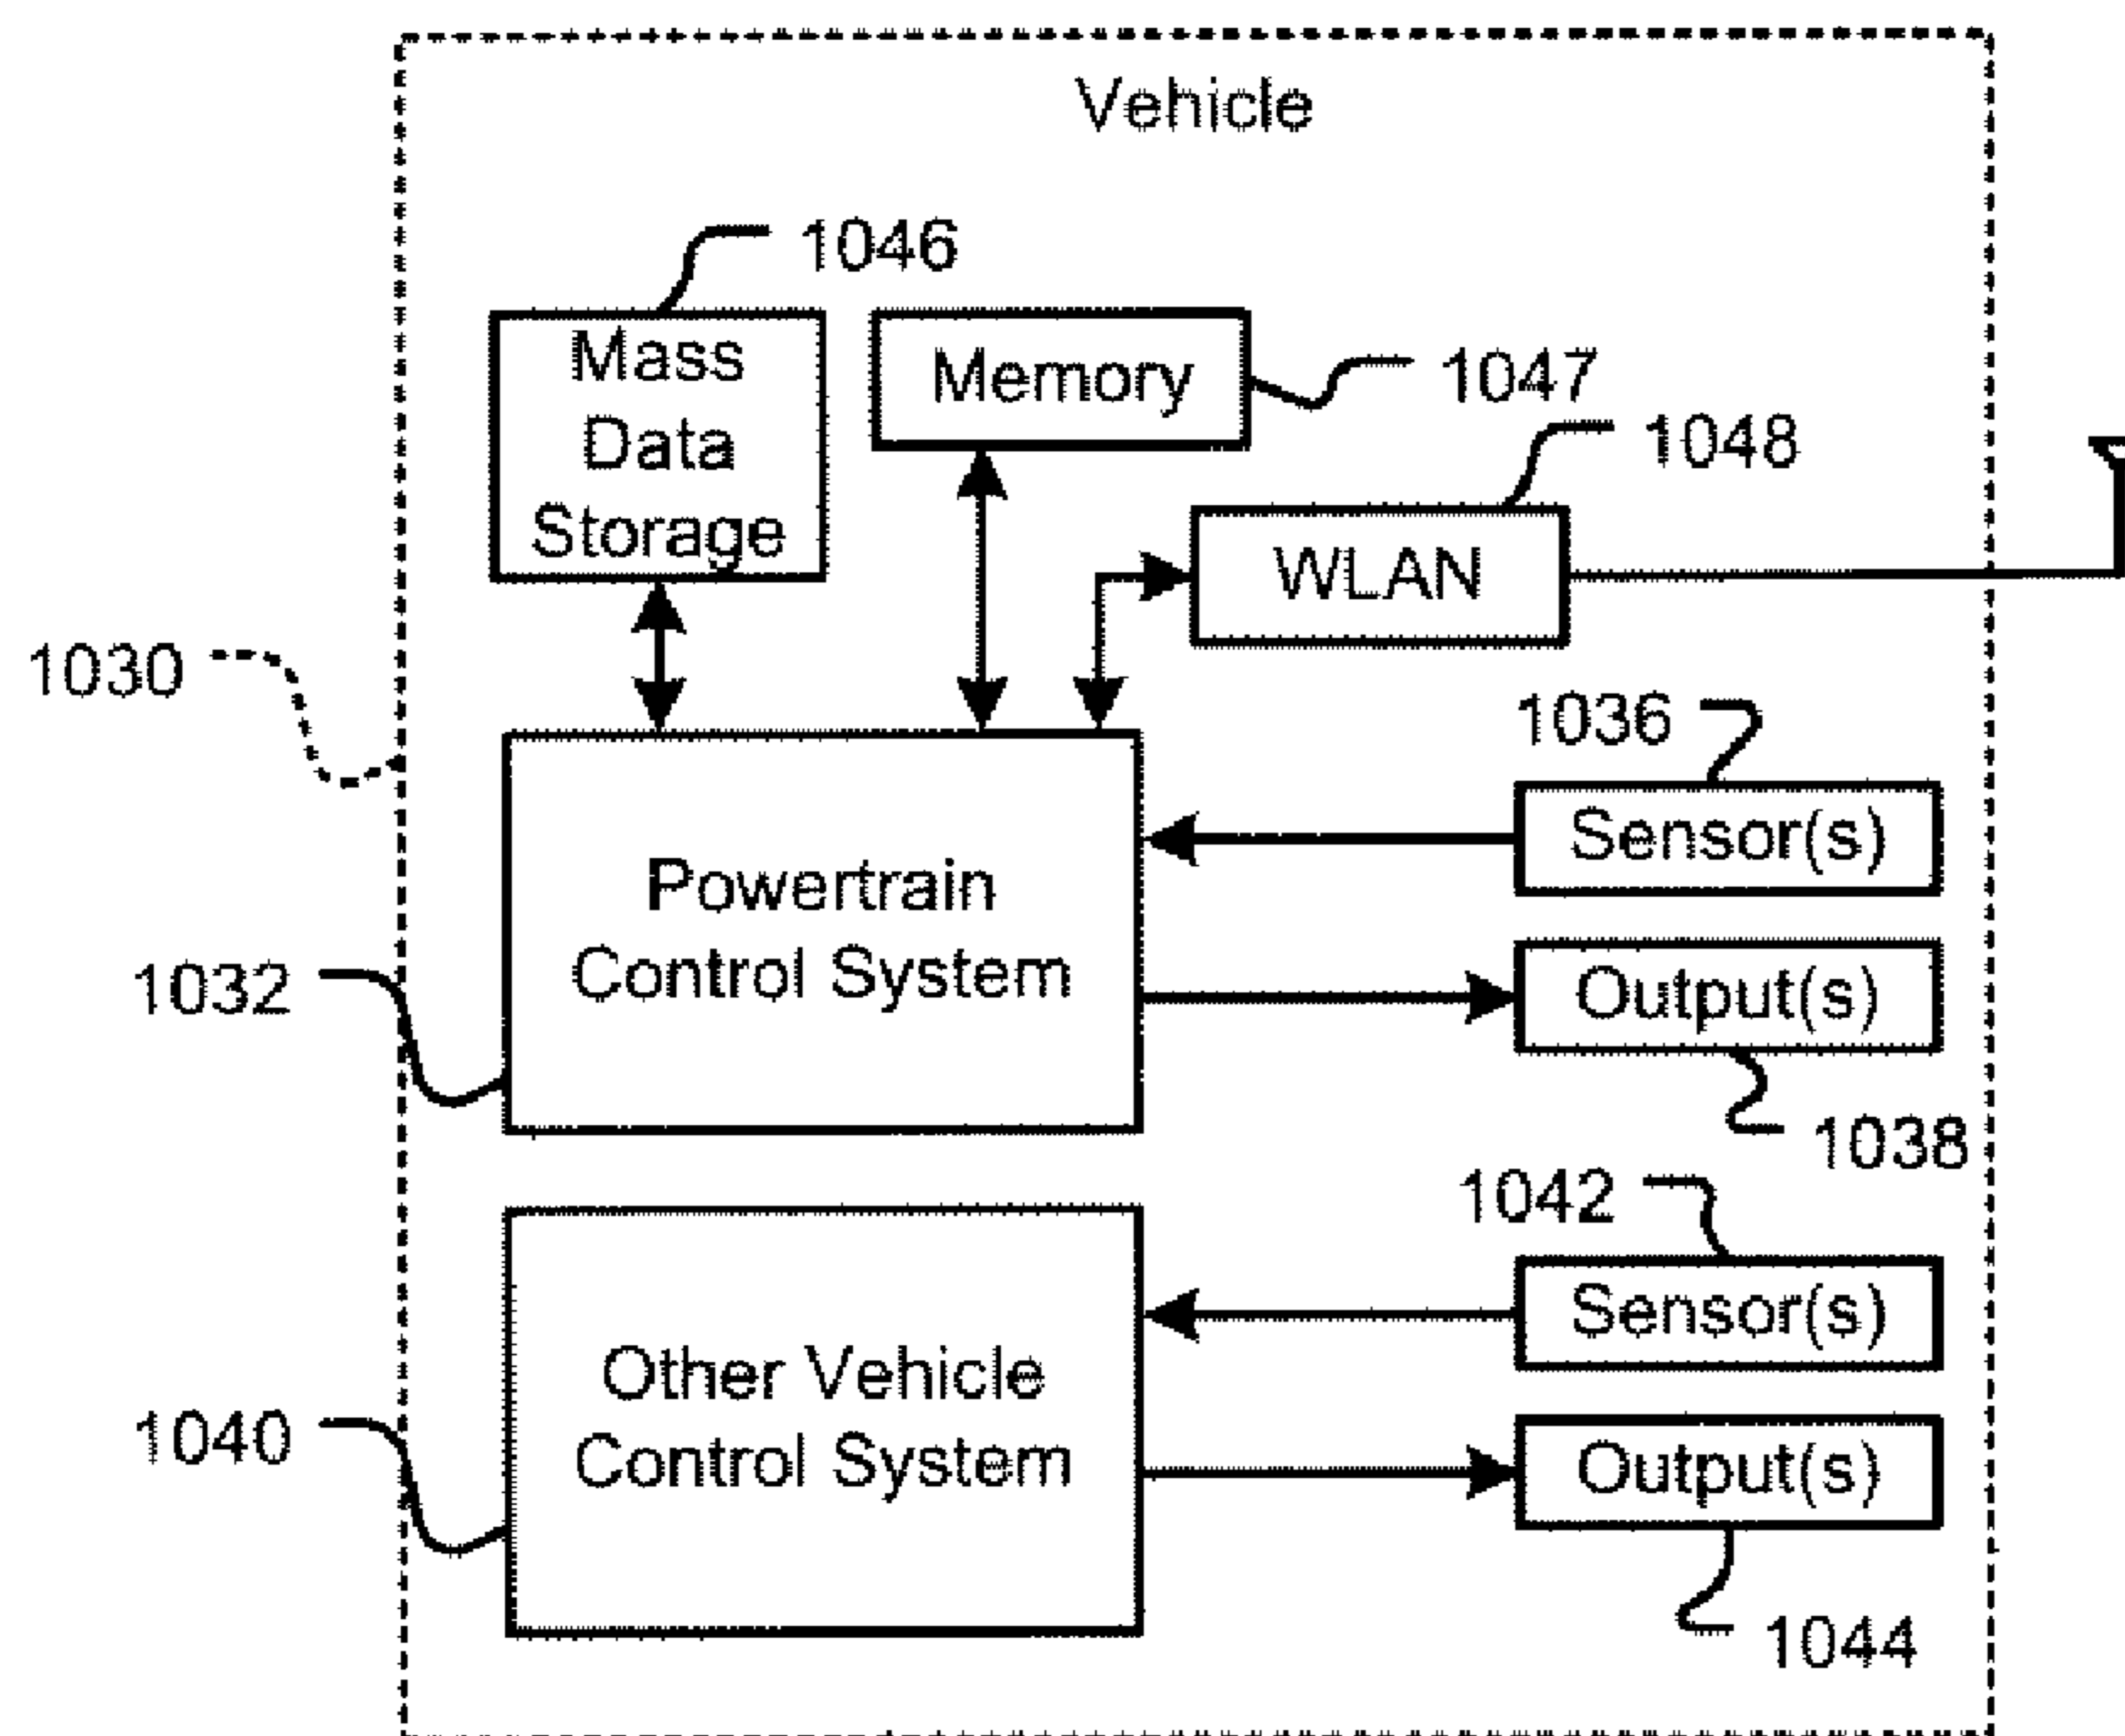 Vehicle
1046
Mass
Data
Storage
Memory
1047
1048
WLAN
1030
1036
Sensor(s)
Powertrain
Control System
1032
Output(s)
1038
1042
Sensor(s)
Other Vehicle
Control System
1040
Output(s)
1044